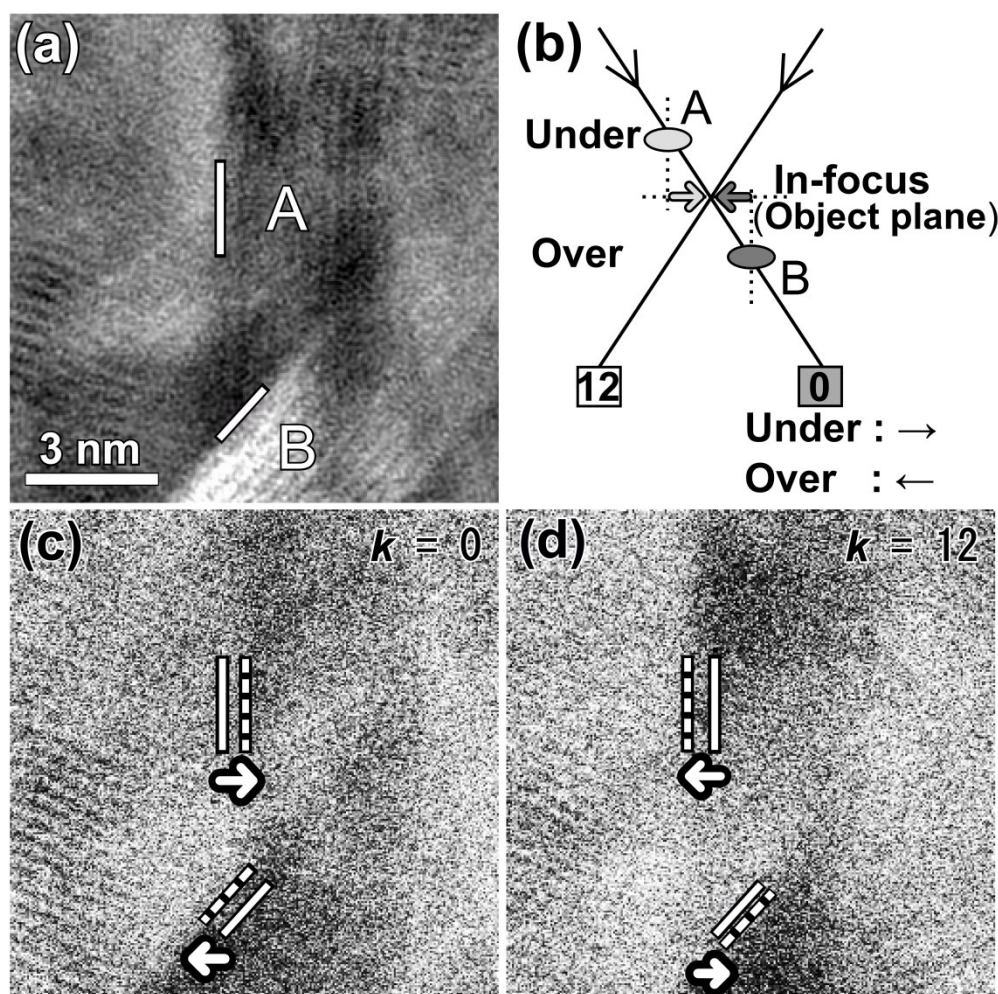 (a)
A
B
3 nm
(b)
A
Under
In-focus
(Object plane)
Over
B
12
0
Under : →
Over : ←
(c)
k = 0
(d)
k = 12